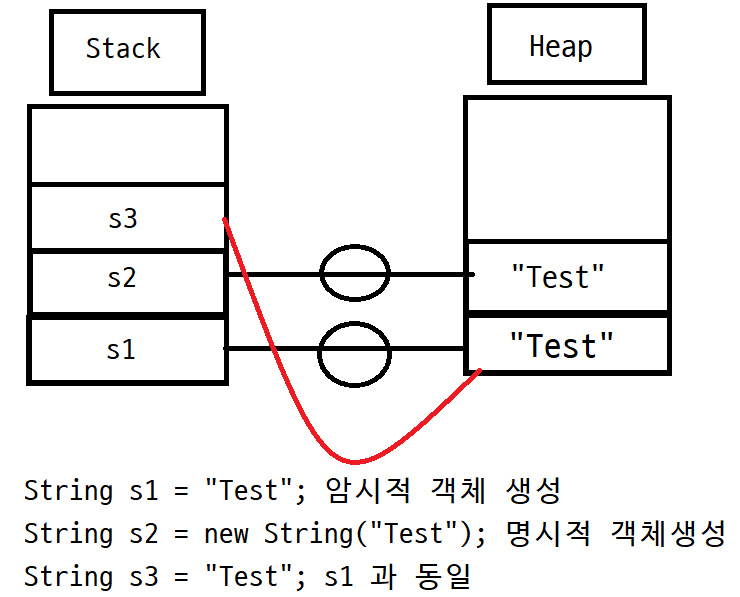 Stack
Heap
s3
s2
"Test"
s1
"Test"
String s1 = "Test"; 암시적 객체 생성
String s2 = new String("Test"); 명시적 객체생성
String s3 = "Test"; s1 과 동일